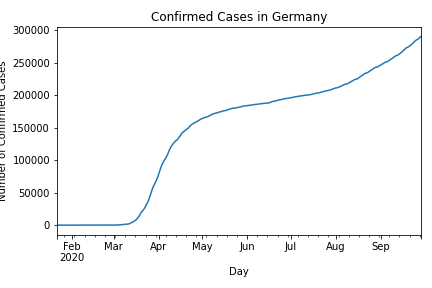 Confirmed Cases in Germany
Number of Confirmed Cases
300000
250000
200000
150000
100000
50000
0
Feb Mar Apr May Jun Jul Aug Sep
2020
Day